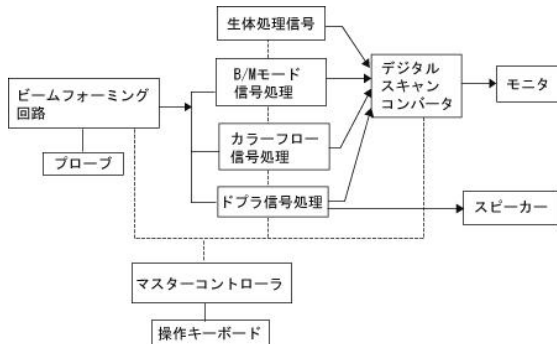 生体処理信号
B/Mモード
信号処理
デジタル
スキャン
コンバータ
モニタ
ビームフォーミング
回路
カラーフロー
信号処理
プローブ
ドプラ信号処理
スピーカー
マスターコントローラ
操作キーボード